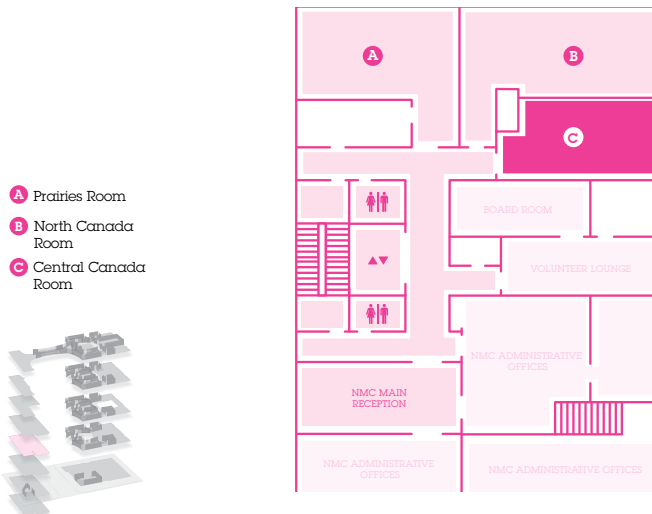 A
B
C
A Prairies Room
B North Canada
Room
C Central Canada
Room
BOARD ROOM
VOLUNTEER LOUNGE
NMC ADMINISTRATIVE
OFFICES
NMC MAIN
RECEPTION
NMC ADMINISTRATIVE
OFFICES
NMC ADMINISTRATIVE OFFICES